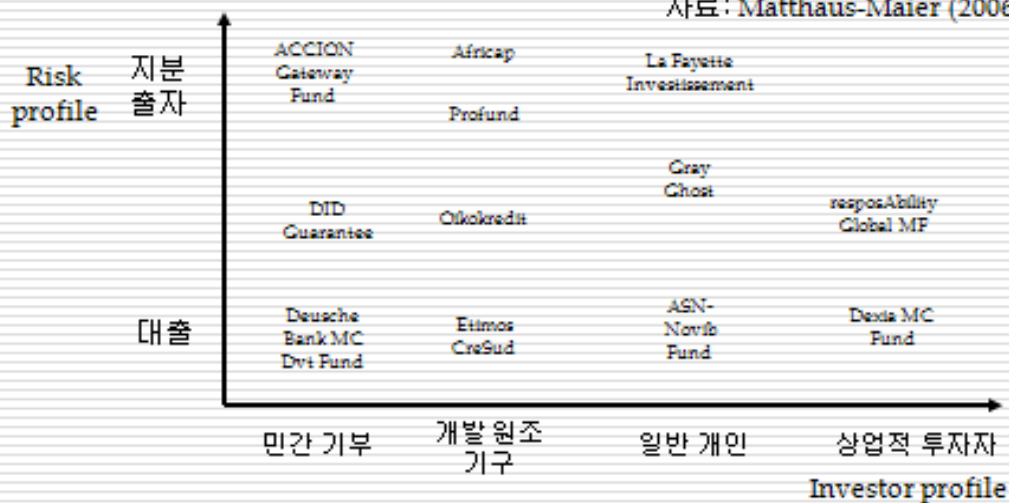 자료: Matthaus-Maier (2006
Risk
profile
지분
출자
ACCION
Gateway
Fund
Africap
Profund
La Fayette
Investissement
Gray
Ghost
DID
Guarantee
Oikokredit
resposAbility
Global MF
대출
Deusche
Bank MC
Dvt Fund
Etimos
CreSud
ASN-
Novib
Fund
Dexia MC
Fund
민간 기부
개발 원조
기구
일반 개인
상업적 투자자
Investor profile